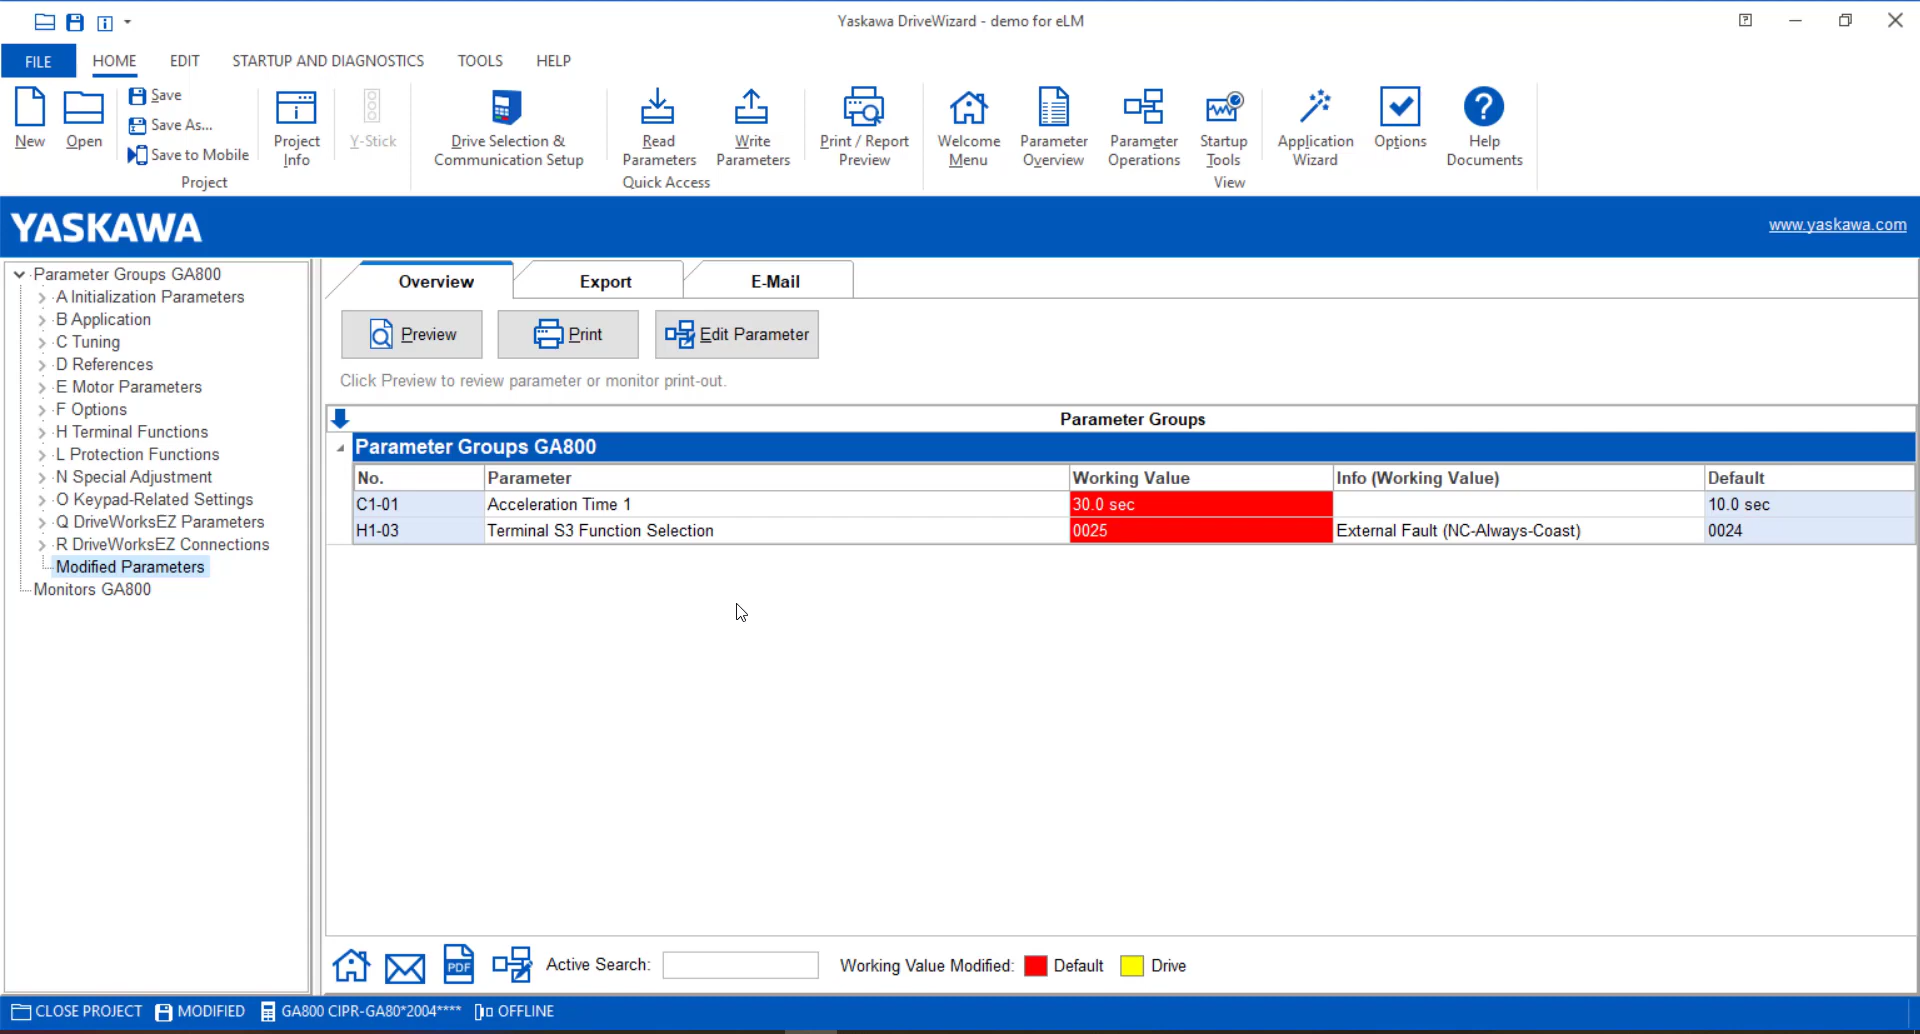 Yaskawa DriveWizard - demo for eLM
FILE HOME EDIT STARTUP AND DIAGNOSTICS TOOLS HELP
New
Open
Save
Save As...
Save to Mobile
Project Info
Y-Stick
Project
Drive Selection &
Communication Setup
Read
Parameters
Write
Parameters
Quick Access
Print / Report
Preview
Welcome
Menu
Parameter
Overview
Parameter
Operations
Startup
Tools
View
Application
Wizard
Options
Help
Documents
YASKAWA
www.yaskawa.com
Parameter Groups GA800
A Initialization Parameters
B Application
C Tuning
D References
E Motor Parameters
F Options
H Terminal Functions
L Protection Functions
N Special Adjustment
O Keypad-Related Settings
Q DriveWorksEZ Parameters
R DriveWorksEZ Connections
Modified Parameters
Monitors GA800
Overview Export E-Mail
Preview Print Edit Parameter
Click Preview to review parameter or monitor print-out.
Parameter Groups
Parameter Groups GA800
No. Parameter Working Value Info (Working Value) Default
C1-01 Acceleration Time 1 30.0 sec 10.0 sec
H1-03 Terminal S3 Function Selection 0025 External Fault (NC-Always-Coast) 0024
PDF Active Search: Working Value Modified: Default Drive
CLOSE PROJECT MODIFIED GA800 CIPR-GA80*2004**** OFFLINE